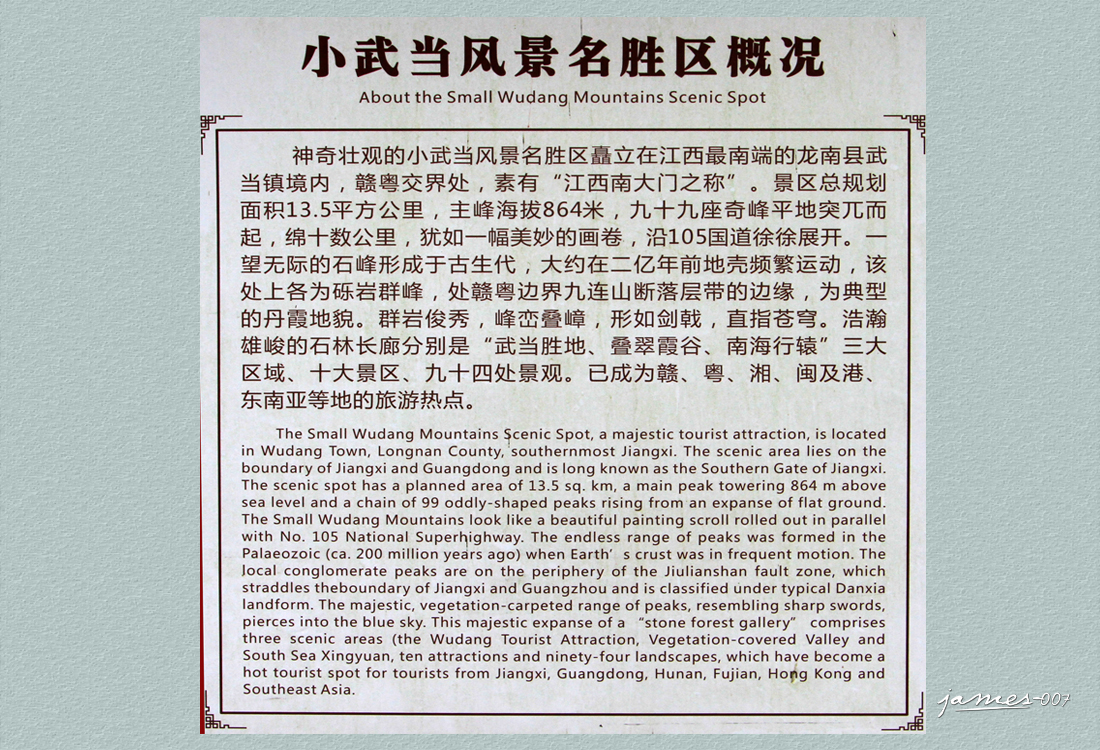 小武当风景名胜区概况
About the Small Wudang Mountains Scenic Spot
神奇壮观的小武当风景名胜区矗立在江西最南端的龙南县武
当镇境内，赣粤交界处，素有“江西南大门之称”。景区总规划
面积13.5平方公里，主峰海拔864米，九十九座奇峰平地突兀而
起，绵十数公里，犹如一幅美妙的画卷，沿105国道徐徐展开。一
望无际的石峰形成于古生代，大约在二亿年前地壳频繁运动，该
处上各为砾岩群峰，处赣粤边界九连山断落层带的边缘，为典型
的丹霞地貌。群岩俊秀，峰峦叠嶂，形如剑戟，直指苍穹。浩瀚
雄峻的石林长廊分别是“武当胜地、叠翠霞谷、南海行辕”三大
区域、十大景区、九十四处景观。已成为赣、粤、湘、闽及港、
东南亚等地的旅游热点。
The Small Wudang Mountains Scenic Spot, a majestic tourist attraction, is located
in Wudang Town, Longnan County, southernmost Jiangxi. The scenic area lies on the
boundary of Jiangxi and Guangdong and is long known as the Southern Gate of Jiangxi.
The scenic spot has a planned area of 13.5 sq. km, a main peak towering 864 m above
sea level and a chain of 99 oddly-shaped peaks rising from an expanse of flat ground.
The Small Wudang Mountains look like a beautiful painting scroll rolled out in parallel
with No. 105 National Superhighway. The endless range of peaks was formed in the
Palaeozoic (ca. 200 million years ago) when Earth’s crust was in frequent motion. The
local conglomerate peaks are on the periphery of the Jiulianshan fault zone, which
straddles theboundary of Jiangxi and Guangzhou and is classified under typical Danxia
landform. The majestic, vegetation-carpeted range of peaks, resembling sharp swords,
pierces into the blue sky. This majestic expanse of a “stone forest gallery” comprises
three scenic areas (the Wudang Tourist Attraction, Vegetation-covered Valley and
South Sea Xingyuan, ten attractions and ninety-four landscapes, which have become a
hot tourist spot for tourists from Jiangxi, Guangdong, Hunan, Fujian, Hong Kong and
Southeast Asia.
james-007